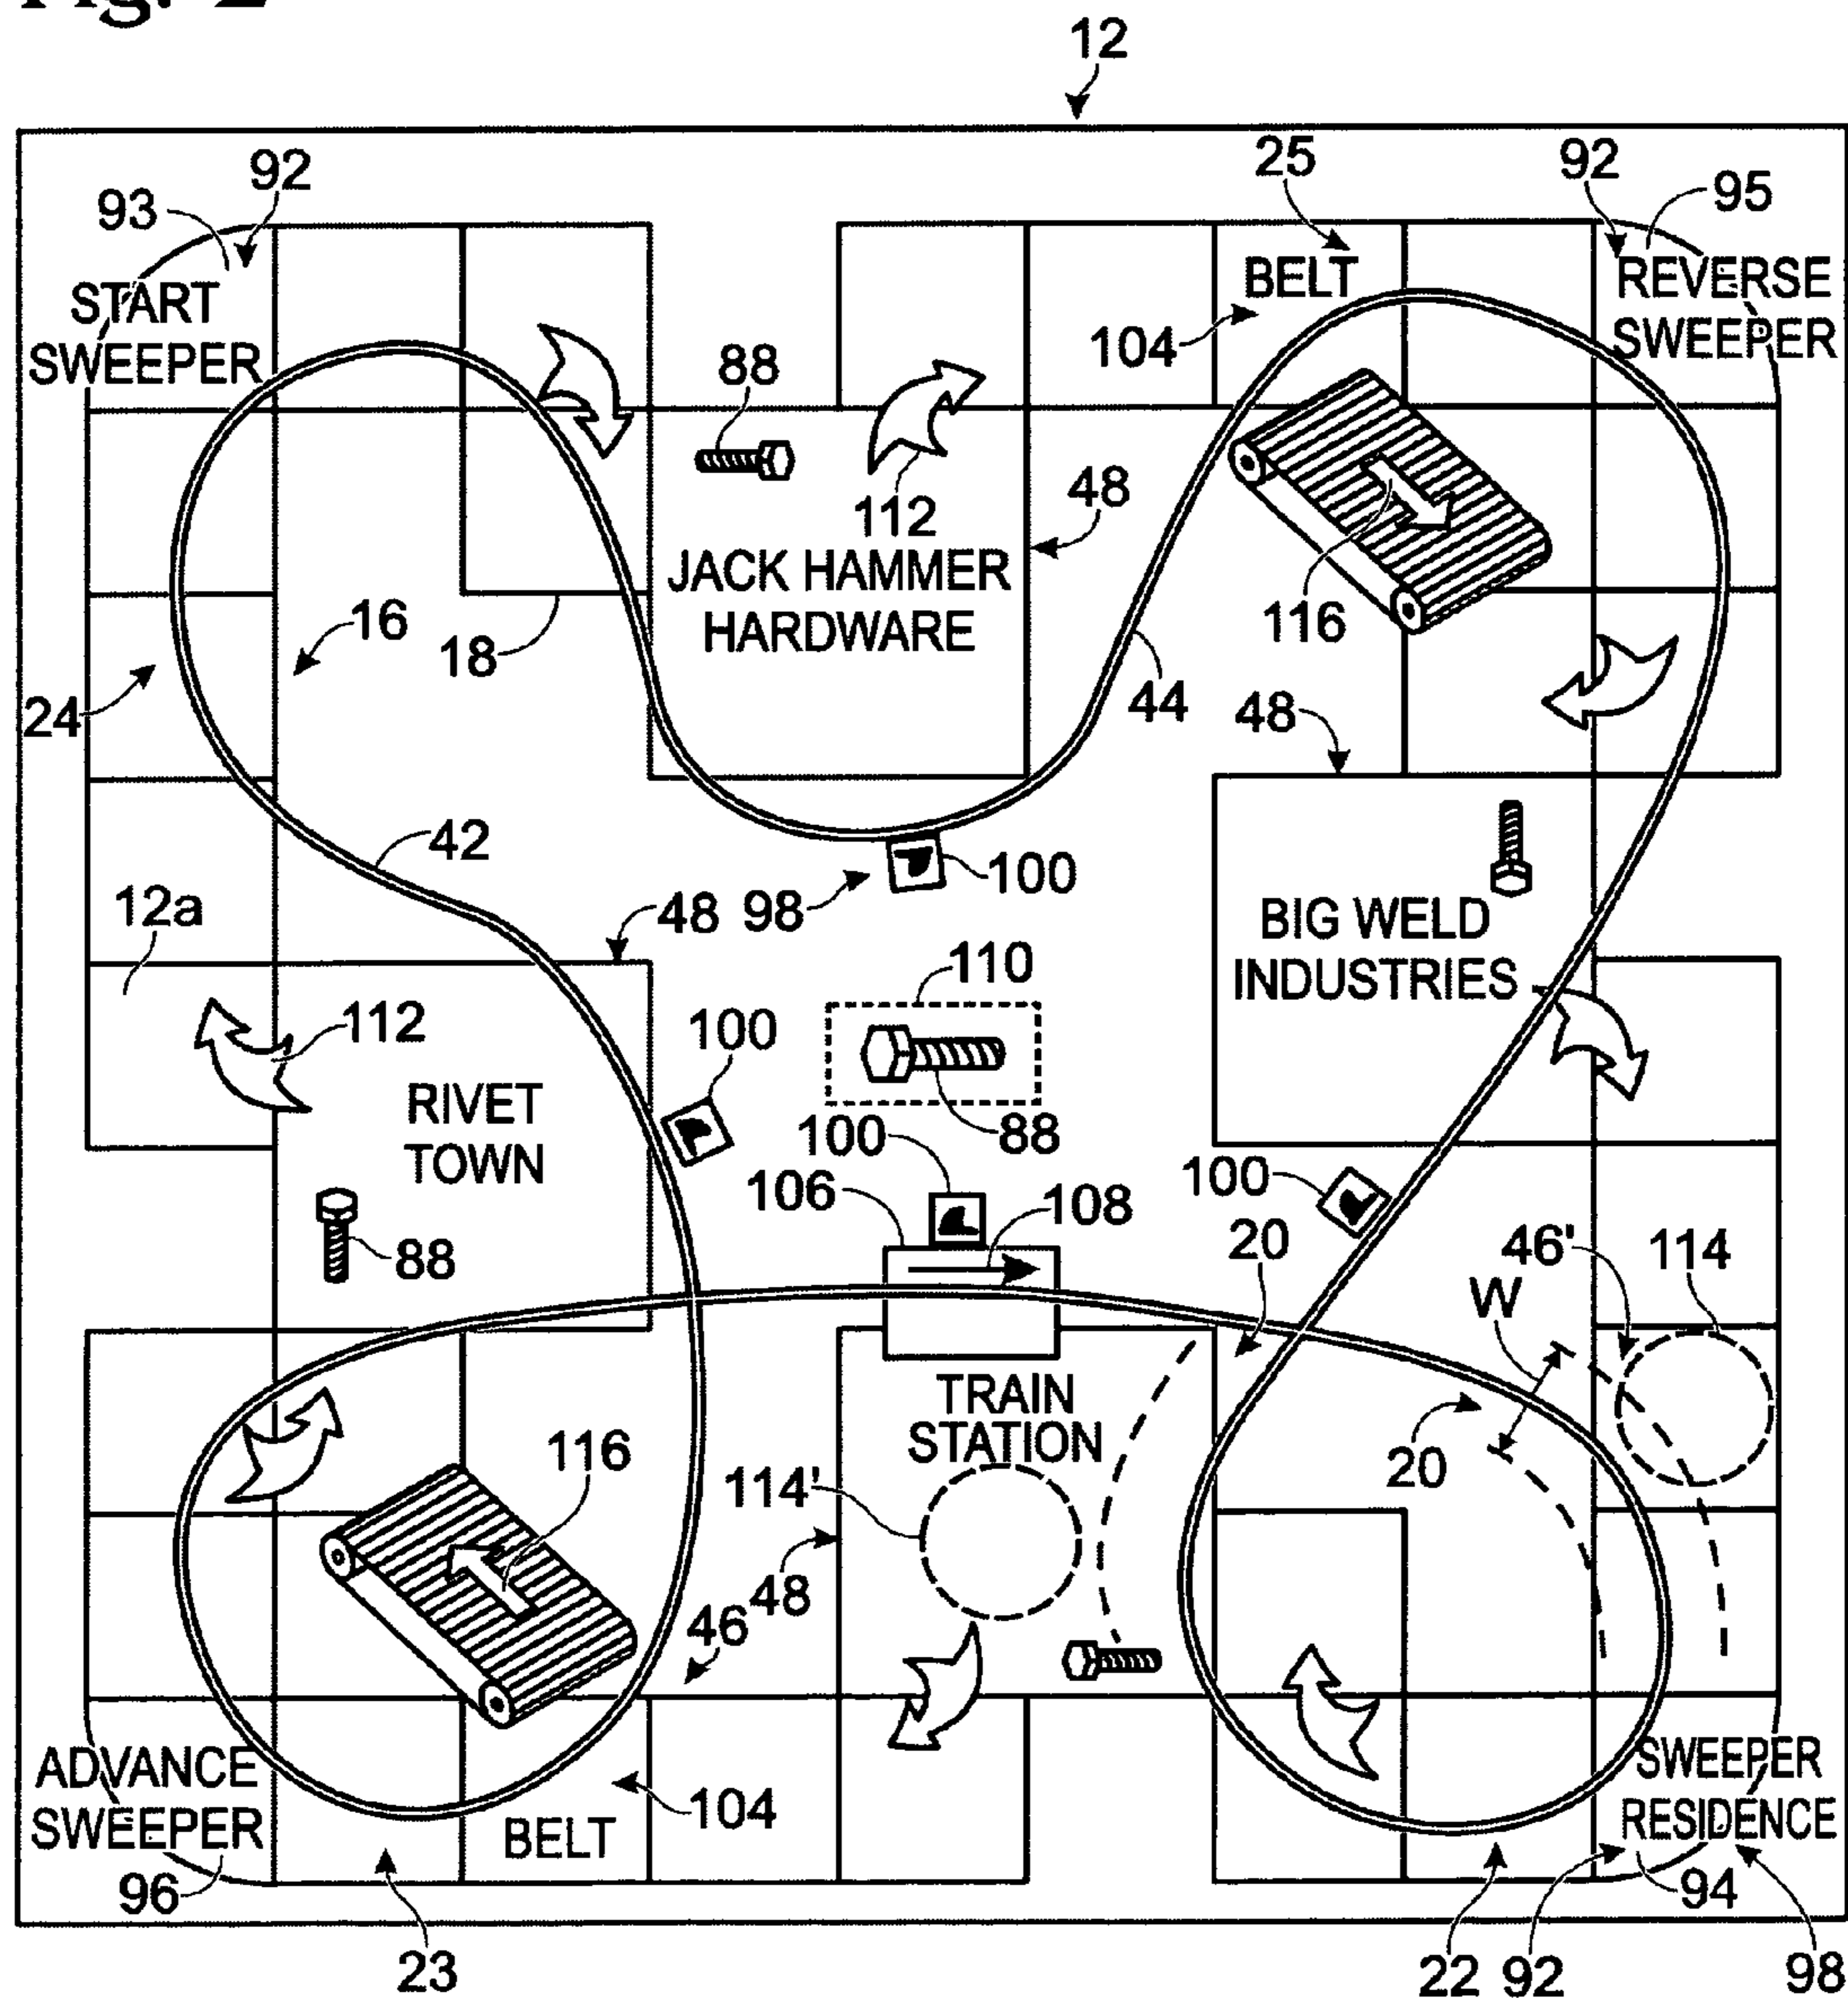 Fig. 2
12
92
25
92
95
93
START
SWEEPER
BELT
REVERSE
SWEEPER
104
88
112
48
JACK HAMMER
HARDWARE
116
16
18
24
44
48
42
100
12a
48
98
BIG WELD
INDUSTRIES
110
112
100
RIVET
TOWN
88
100
100
106
108
20
46'
114
88
W
TRAIN
STATION
20
116
114'
48
46
ADVANCE
SWEEPER
104
BELT
SWEEPER
RESIDENCE
96
94
23
22
92
98